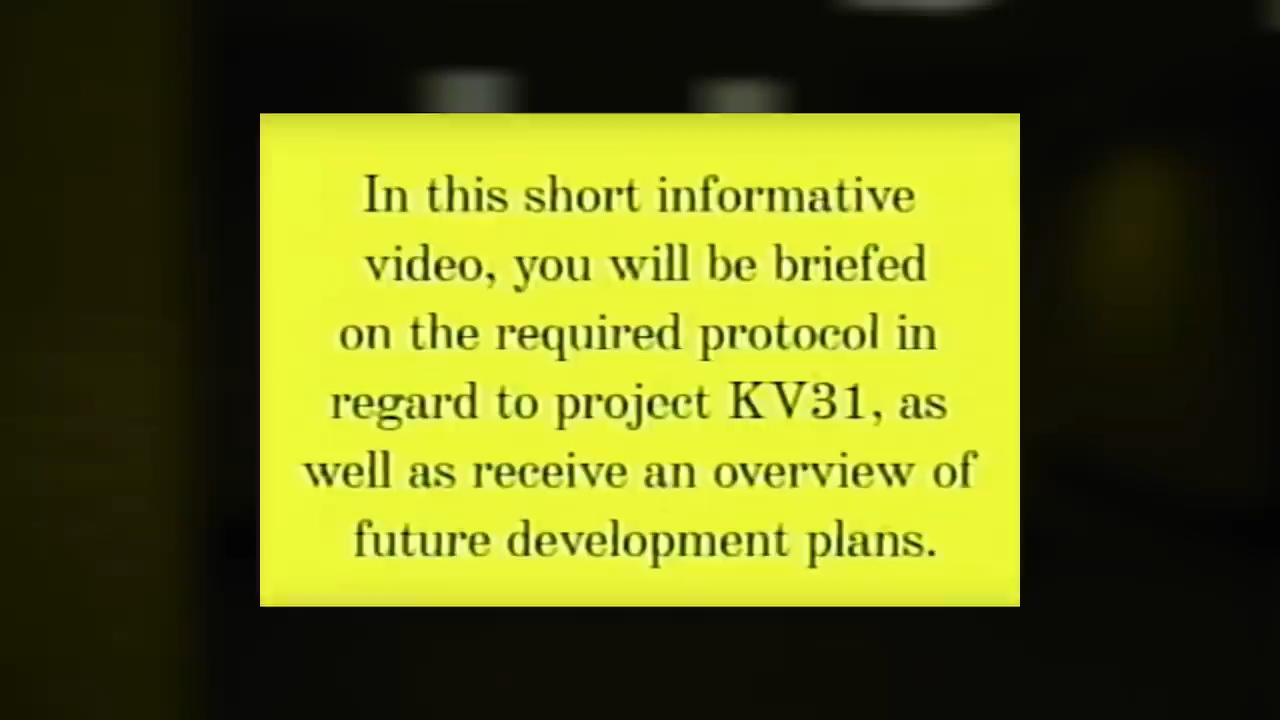 In this short informative
video, you will be briefed
on the required protocol in
regard to project KV31, as
well as receive an overview of
future development plans.